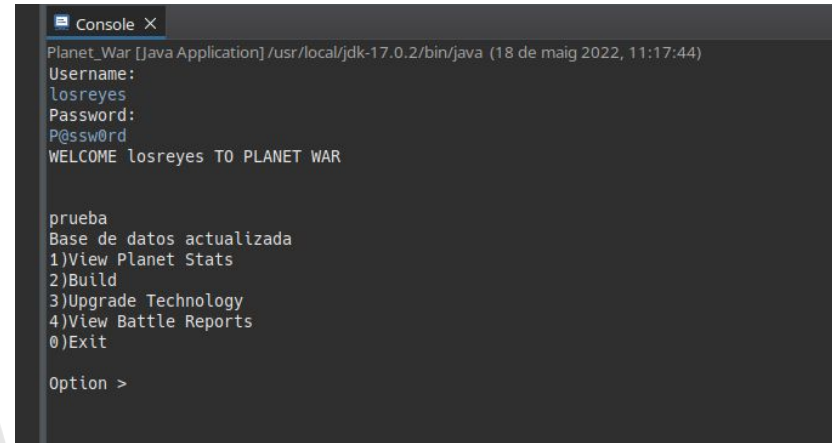 Console
Planet_War [Java Application] /usr/local/jdk-17.0.2/bin/java (18 de maig 2022, 11:17:44)
Username:
losreyes
Password:
P@ssw0rd
WELCOME losreyes TO PLANET WAR
prueba
Base de datos actualizada
1)View Planet Stats
2)Build
3)Upgrade Technology
4)View Battle Reports
0)Exit
Option >